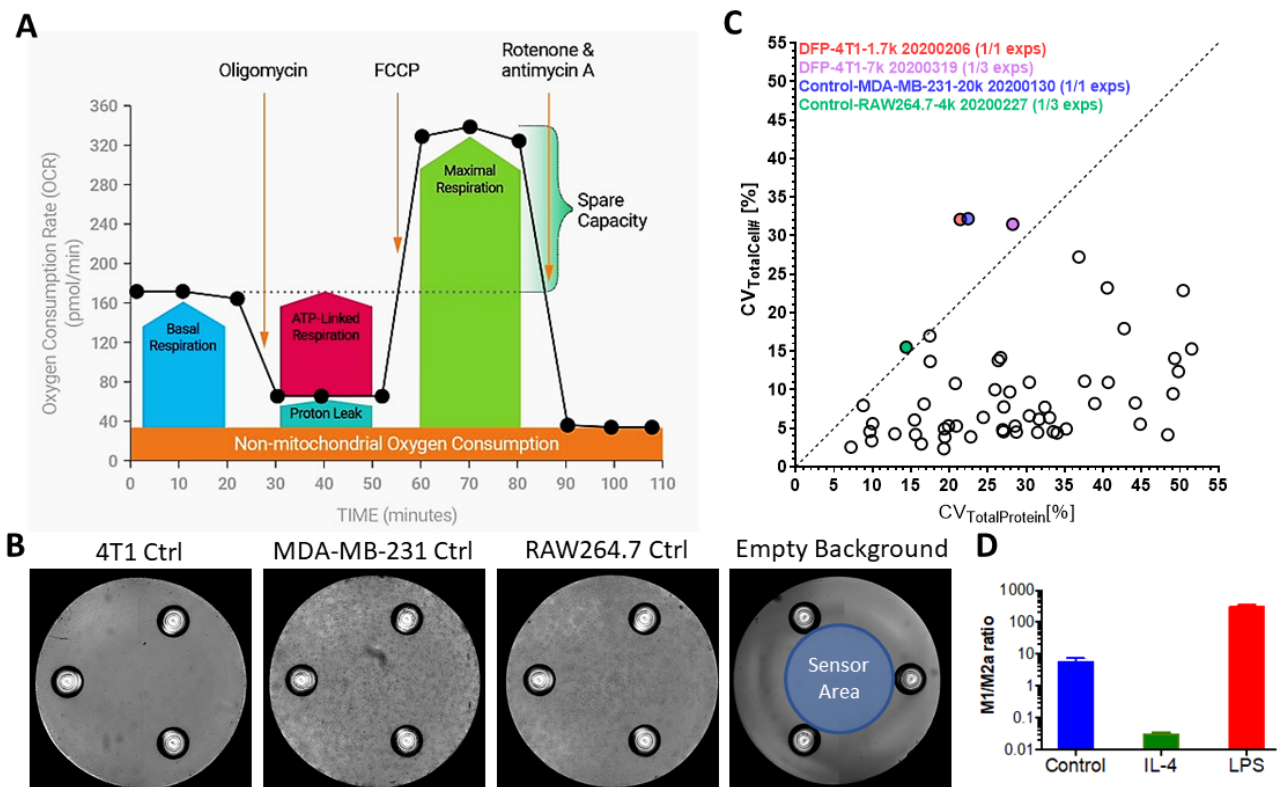 A
Oligomycin
FCCP
Rotenone &
antimycin A
Oxygen Consumption Rate (OCR)
(pmol/min)
360
320
280
240
200
160
120
80
40
0
Basal
Respiration
ATP-Linked
Respiration
Proton Leak
Maximal
Respiration
Spare
Capacity
Non-mitochondrial Oxygen Consumption
0 10 20 30 40 50 60 70 80 90 100 110
TIME (minutes)
C
DFP-4T1-1.7k 20200206 (1/1 exps)
DFP-4T1-7k 20200319 (1/3 exps)
Control-MDA-MB-231-20k 20200130 (1/1 exps)
Control-RAW264.7-4k 20200227 (1/3 exps)
CVTotalCell# [%]
55
50
45
40
35
30
25
20
15
10
5
0
0 5 10 15 20 25 30 35 40 45 50 55
CVTotalProtein[%]
B
4T1 Ctrl
MDA-MB-231 Ctrl
RAW264.7 Ctrl
Empty Background
Sensor
Area
D
M1/M2a ratio
1000
100
10
1
0.1
0.01
Control IL-4 LPS